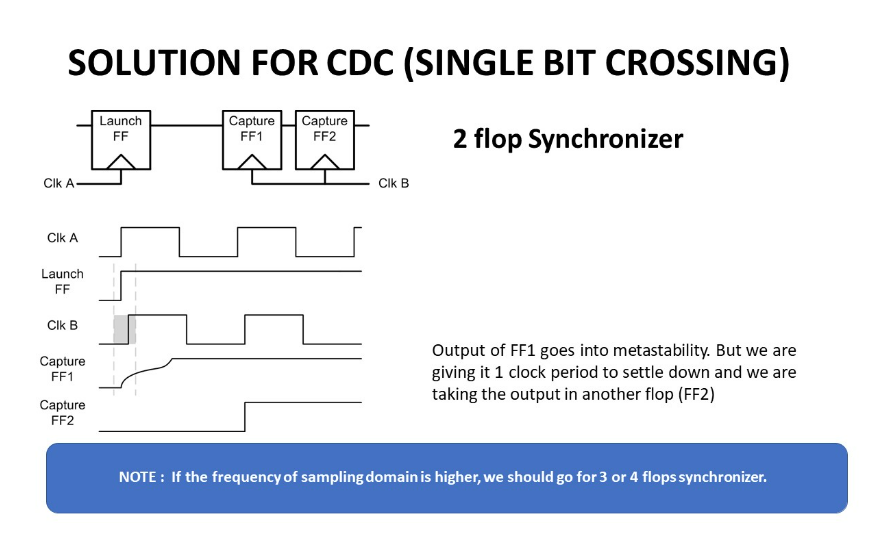 SOLUTION FOR CDC (SINGLE BIT CROSSING)
Launch
FF
Capture
FF1
Capture
FF2
Clk A
Clk B
2 flop Synchronizer
Clk A
Launch
FF
Clk B
Capture
FF1
Capture
FF2
Output of FF1 goes into metastability. But we are
giving it 1 clock period to settle down and we are
taking the output in another flop (FF2)
NOTE : If the frequency of sampling domain is higher, we should go for 3 or 4 flops synchronizer.